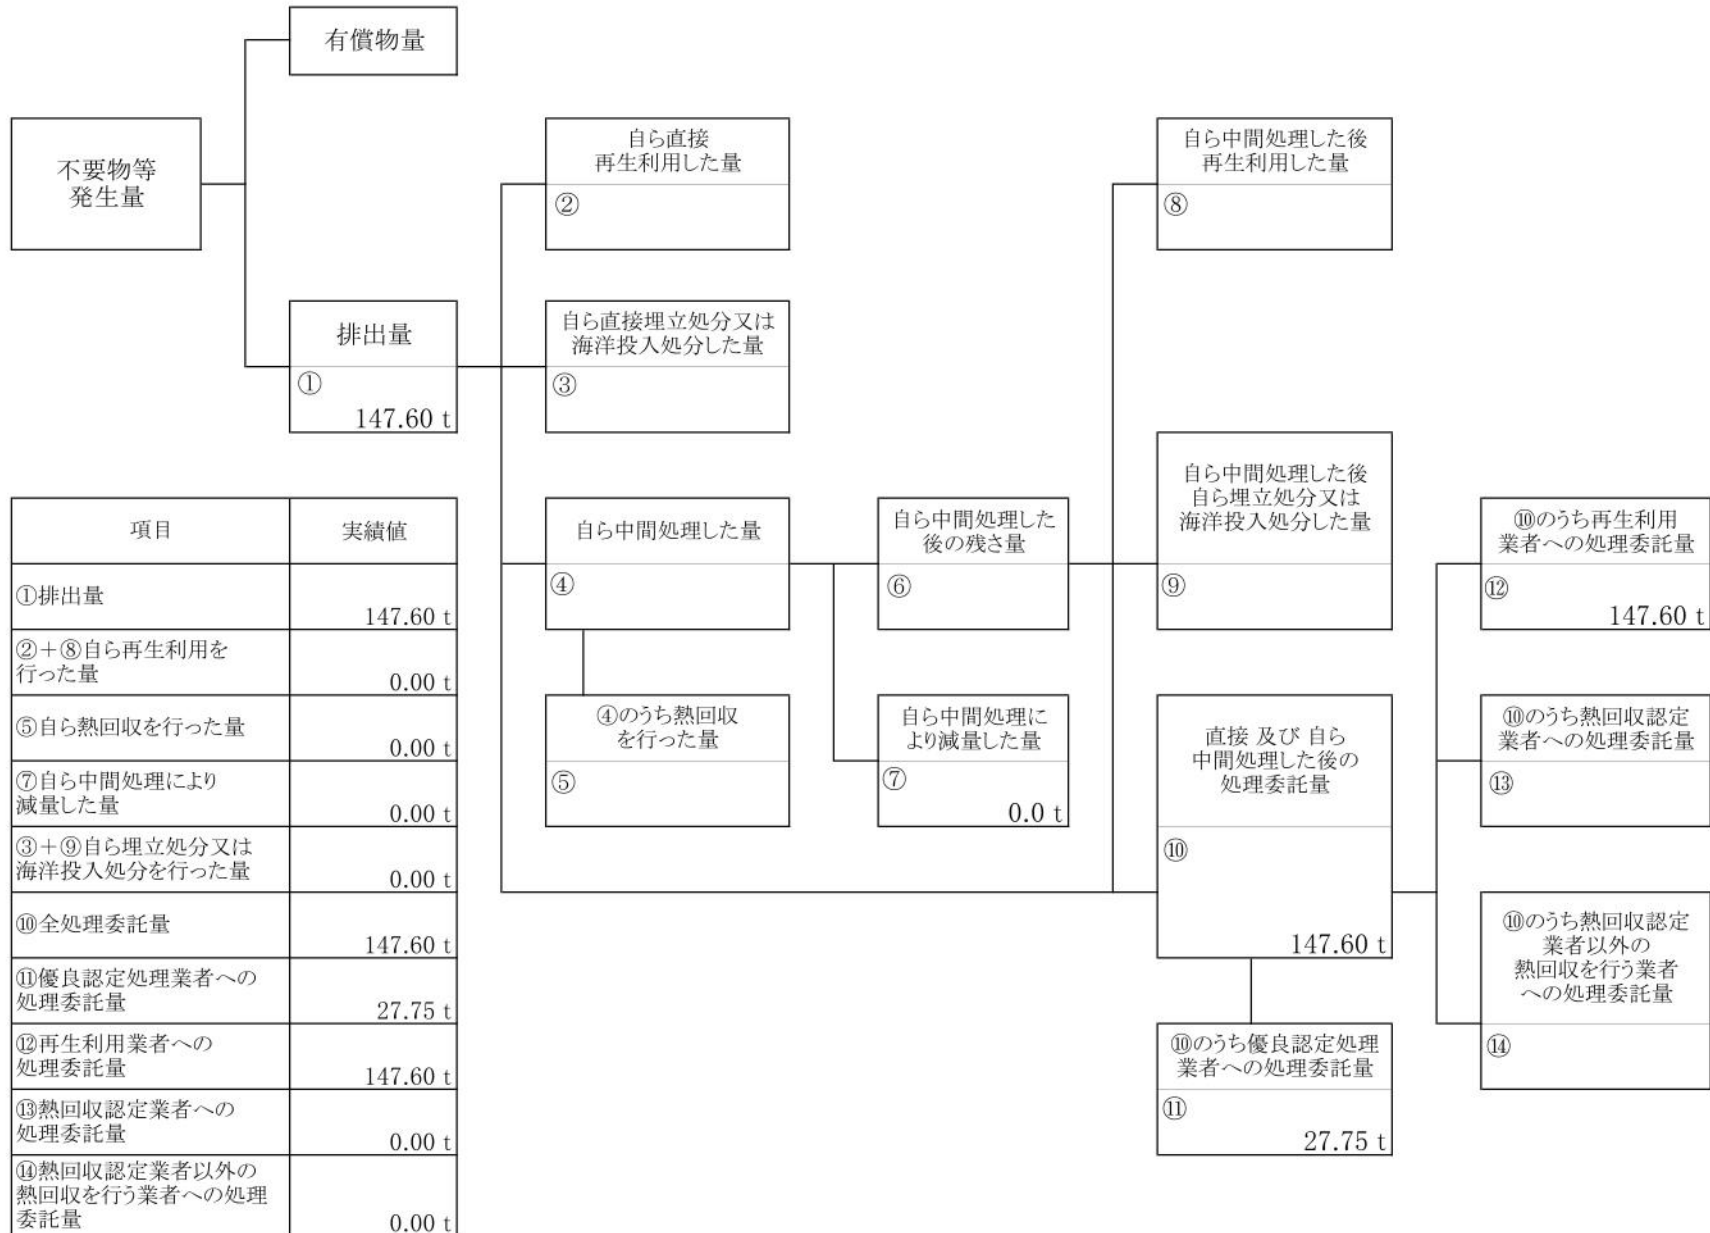 有償物量
不要物等
発生量
自ら直接
再生利用した量
②
自ら中間処理した後
再生利用した量
⑧
排出量
①
147.60 t
自ら直接埋立処分又は
海洋投入処分した量
③
自ら中間処理した量
④
自ら中間処理した
後の残さ量
⑥
自ら中間処理した後
自ら埋立処分又は
海洋投入処分した量
⑨
⑩のうち再生利用
業者への処理委託量
⑫
147.60 t
④のうち熱回収
を行った量
⑤
自ら中間処理に
より減量した量
⑦
0.0 t
直接 及び 自ら
中間処理した後の
処理委託量
⑩
147.60 t
⑩のうち熱回収認定
業者への処理委託量
⑬
⑩のうち熱回収認定
業者以外の
熱回収を行う業者
への処理委託量
⑭
⑩のうち優良認定処理
業者への処理委託量
⑪
27.75 t
項目 実績値
①排出量
147.60 t
②＋⑧自ら再生利用を
行った量
0.00 t
⑤自ら熱回収を行った量
0.00 t
⑦自ら中間処理により
減量した量
0.00 t
③＋⑨自ら埋立処分又は
海洋投入処分を行った量
0.00 t
⑩全処理委託量
147.60 t
⑪優良認定処理業者への
処理委託量
27.75 t
⑫再生利用業者への
処理委託量
147.60 t
⑬熱回収認定業者への
処理委託量
0.00 t
⑭熱回収認定業者以外の
熱回収を行う業者への処理
委託量
0.00 t